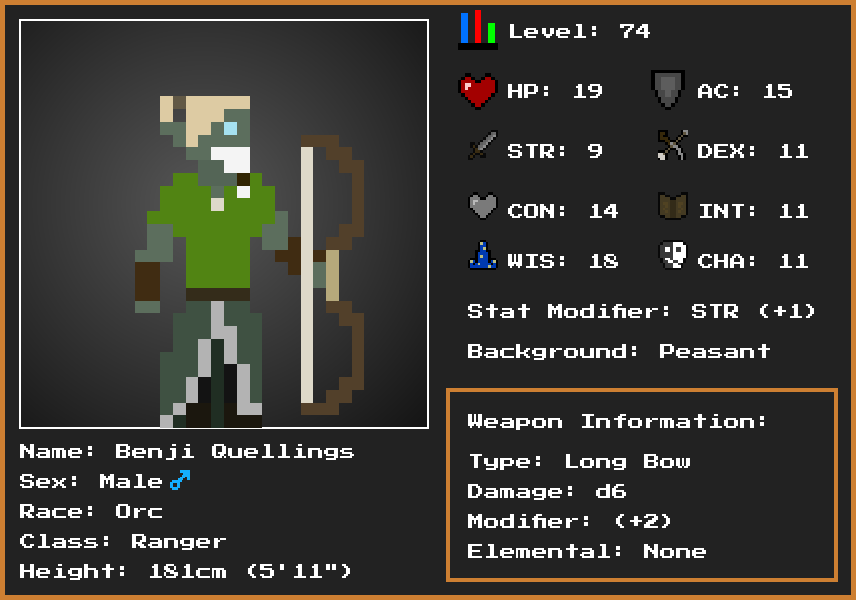 Level: 74
HP: 19
AC: 15
STR: 9
DEX: 11
CON: 14
INT: 11
WIS: 18
CHA: 11
Stat Modifier: STR (+1)
Background: Peasant
Weapon Information:
Type: Long Bow
Damage: d6
Modifier: (+2)
Elemental: None
Name: Benji Quellings
Sex: Male ♂
Race: Orc
Class: Ranger
Height: 181cm (5'11")